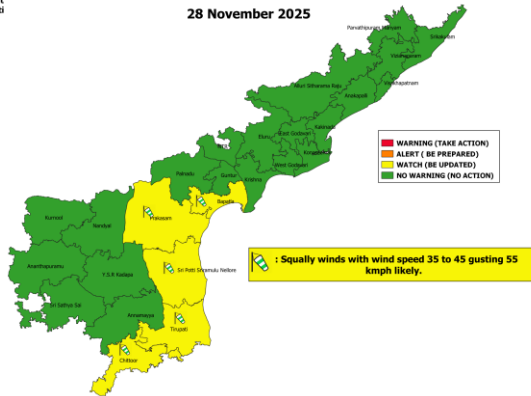 28 November 2025
Parvathipuram Manyam
Srikakulam
Vizianagaram
Visakhapatnam
Alluri Sitharama Raju
Anakapalli
Kakinada
East Godavari
Konaseema
Eluru
West Godavari
NTR
Krishna
Guntur
Palnadu
Bapatla
Prakasam
Kurnool
Nandyal
Ananthapuramu
Y.S.R Kadapa
Sri Potti Sriramulu Nellore
Sri Sathya Sai
Annamayya
Tirupati
Chittoor
WARNING (TAKE ACTION)
ALERT ( BE PREPARED)
WATCH (BE UPDATED)
NO WARNING (NO ACTION)
: Squally winds with wind speed 35 to 45 gusting 55
kmph likely.